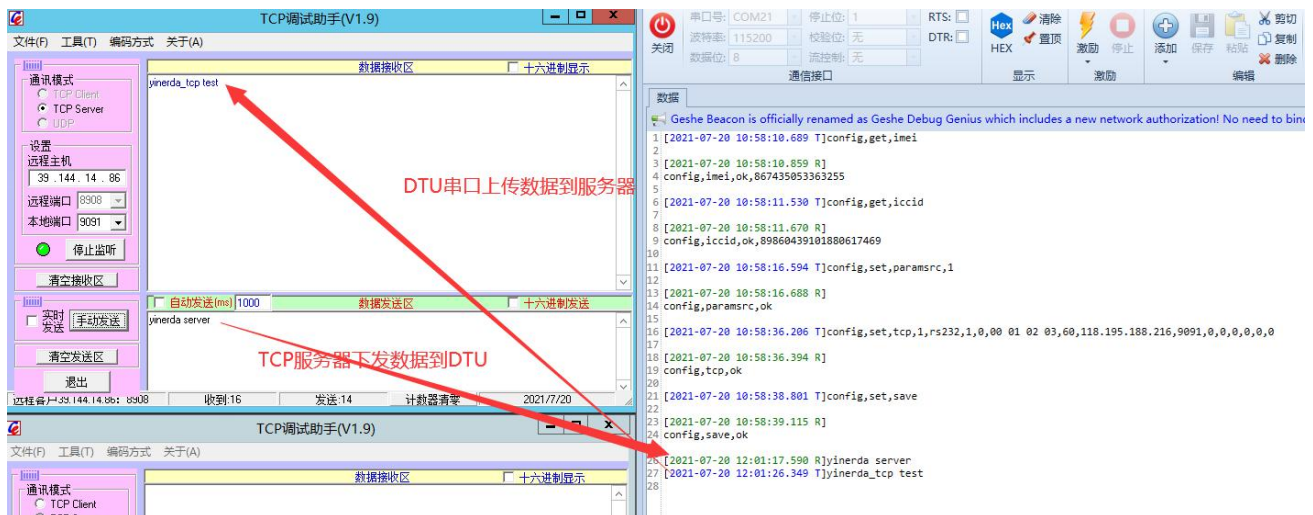 TCP调试助手(V1.9)
文件(F) 工具(T) 编码方式 关于(A)
通讯模式
TCP Client
TCP Server
UDP
设置
远程主机
39 .144 . 14 . 86
远程端口 8908
本地端口 9091
停止监听
清空接收区
数据接收区 十六进制显示
yinerda_tcp test
DTU串口上传数据到服务器
自动发送(ms) 1000 数据发送区 十六进制发送
实时发送 手动发送
清空发送区
退出
yinerda server
TCP服务器下发数据到DTU
远程客户39.144.14.86: 8908 收到:16 发送:14 计数器清零 2021/7/20
TCP调试助手(V1.9)
文件(F) 工具(T) 编码方式 关于(A)
通讯模式
TCP Client
数据接收区 十六进制显示
关闭
串口号: COM21 停止位: 1 RTS:
波特率: 115200 校验位: 无 DTR:
数据位: 8 流控制: 无
通信接口
Hex
HEX
清除
置顶
显示
激励 停止
激励
添加 保存 粘贴
剪切
复制
删除
编辑
数据
Geshe Beacon is officially renamed as Geshe Debug Genius which includes a new network authorization! No need to bind
1 [2021-07-20 10:58:10.689 T]config,get,imei
2
3 [2021-07-20 10:58:10.859 R]
4 config,imei,ok,867435053363255
5
6 [2021-07-20 10:58:11.530 T]config,get,iccid
7
8 [2021-07-20 10:58:11.670 R]
9 config,iccid,ok,89860439101880617469
10
11 [2021-07-20 10:58:16.594 T]config,set,paramsrc,1
12
13 [2021-07-20 10:58:16.688 R]
14 config,paramsrc,ok
15
16 [2021-07-20 10:58:36.206 T]config,set,tcp,1,rs232,1,0,00 01 02 03,60,118.195.188.216,9091,0,0,0,0,0,0
17
18 [2021-07-20 10:58:36.394 R]
19 config,tcp,ok
20
21 [2021-07-20 10:58:38.801 T]config,set,save
22
23 [2021-07-20 10:58:39.115 R]
24 config,save,ok
26 [2021-07-20 12:01:17.590 R]yinerda server
27 [2021-07-20 12:01:26.349 T]yinerda_tcp test
28